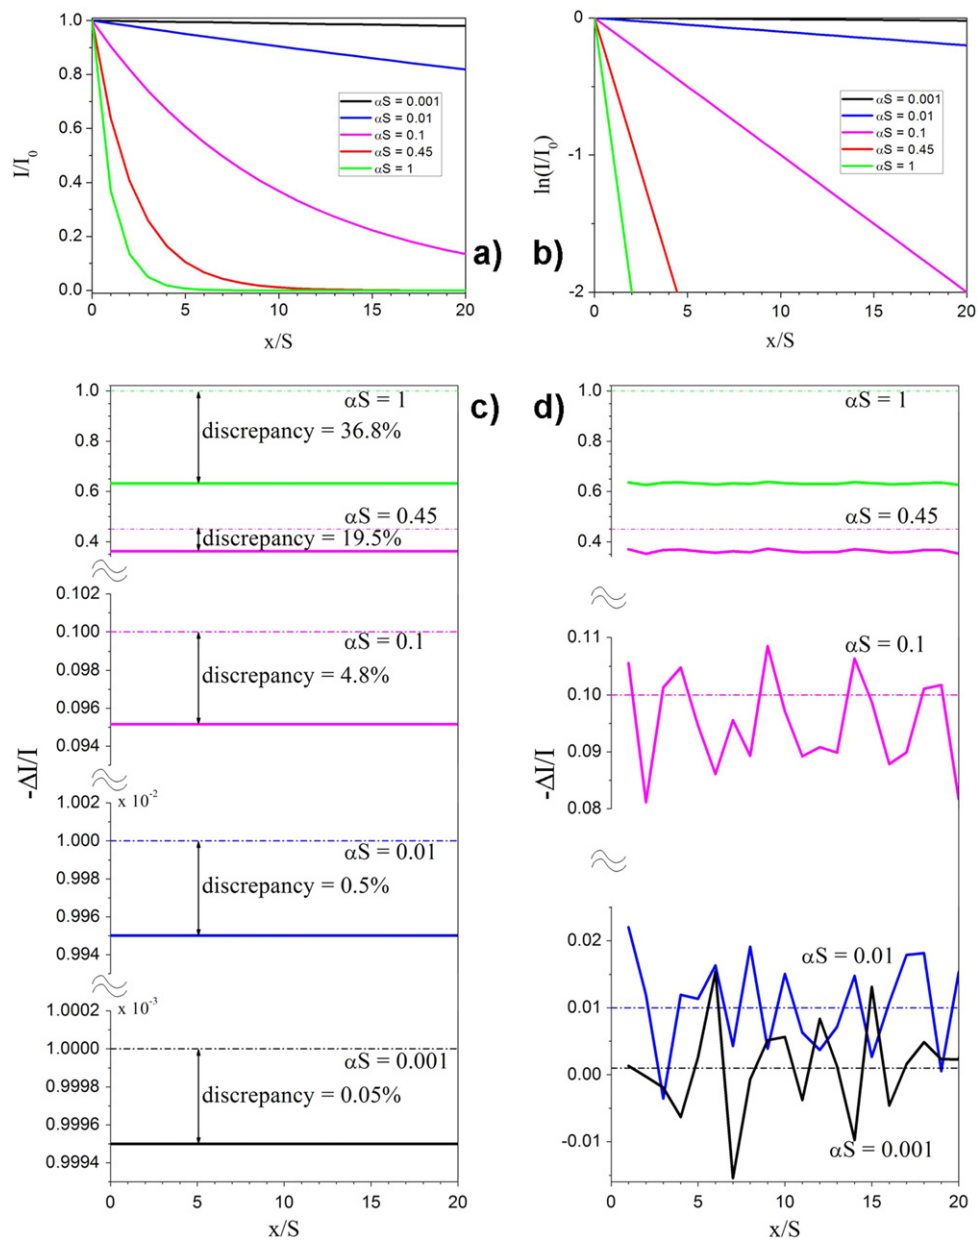 1.0
0.8
0.6
0.4
0.2
0.0
I/I₀
αS = 0.001
αS = 0.01
αS = 0.1
αS = 0.45
αS = 1
a)
0 5 10 15 20
x/S
0
-1
-2
ln(I/I₀)
αS = 0.001
αS = 0.01
αS = 0.1
αS = 0.45
αS = 1
b)
0 5 10 15 20
x/S
c)
-ΔI/I
1.0
αS = 1
discrepancy = 36.8%
0.8
0.6
αS = 0.45
discrepancy = 19.5%
0.4
0.102
0.100
αS = 0.1
0.098
discrepancy = 4.8%
0.096
0.094
x 10⁻²
1.002
1.000
αS = 0.01
0.998
discrepancy = 0.5%
0.996
0.994
x 10⁻³
1.0002
1.0000
αS = 0.001
0.9998
discrepancy = 0.05%
0.9996
0.9994
0 5 10 15 20
x/S
d)
-ΔI/I
1.0
αS = 1
0.8
0.6
αS = 0.45
0.4
0.11
αS = 0.1
0.10
0.09
0.08
0.02
αS = 0.01
0.01
0.00
-0.01
αS = 0.001
0 5 10 15 20
x/S